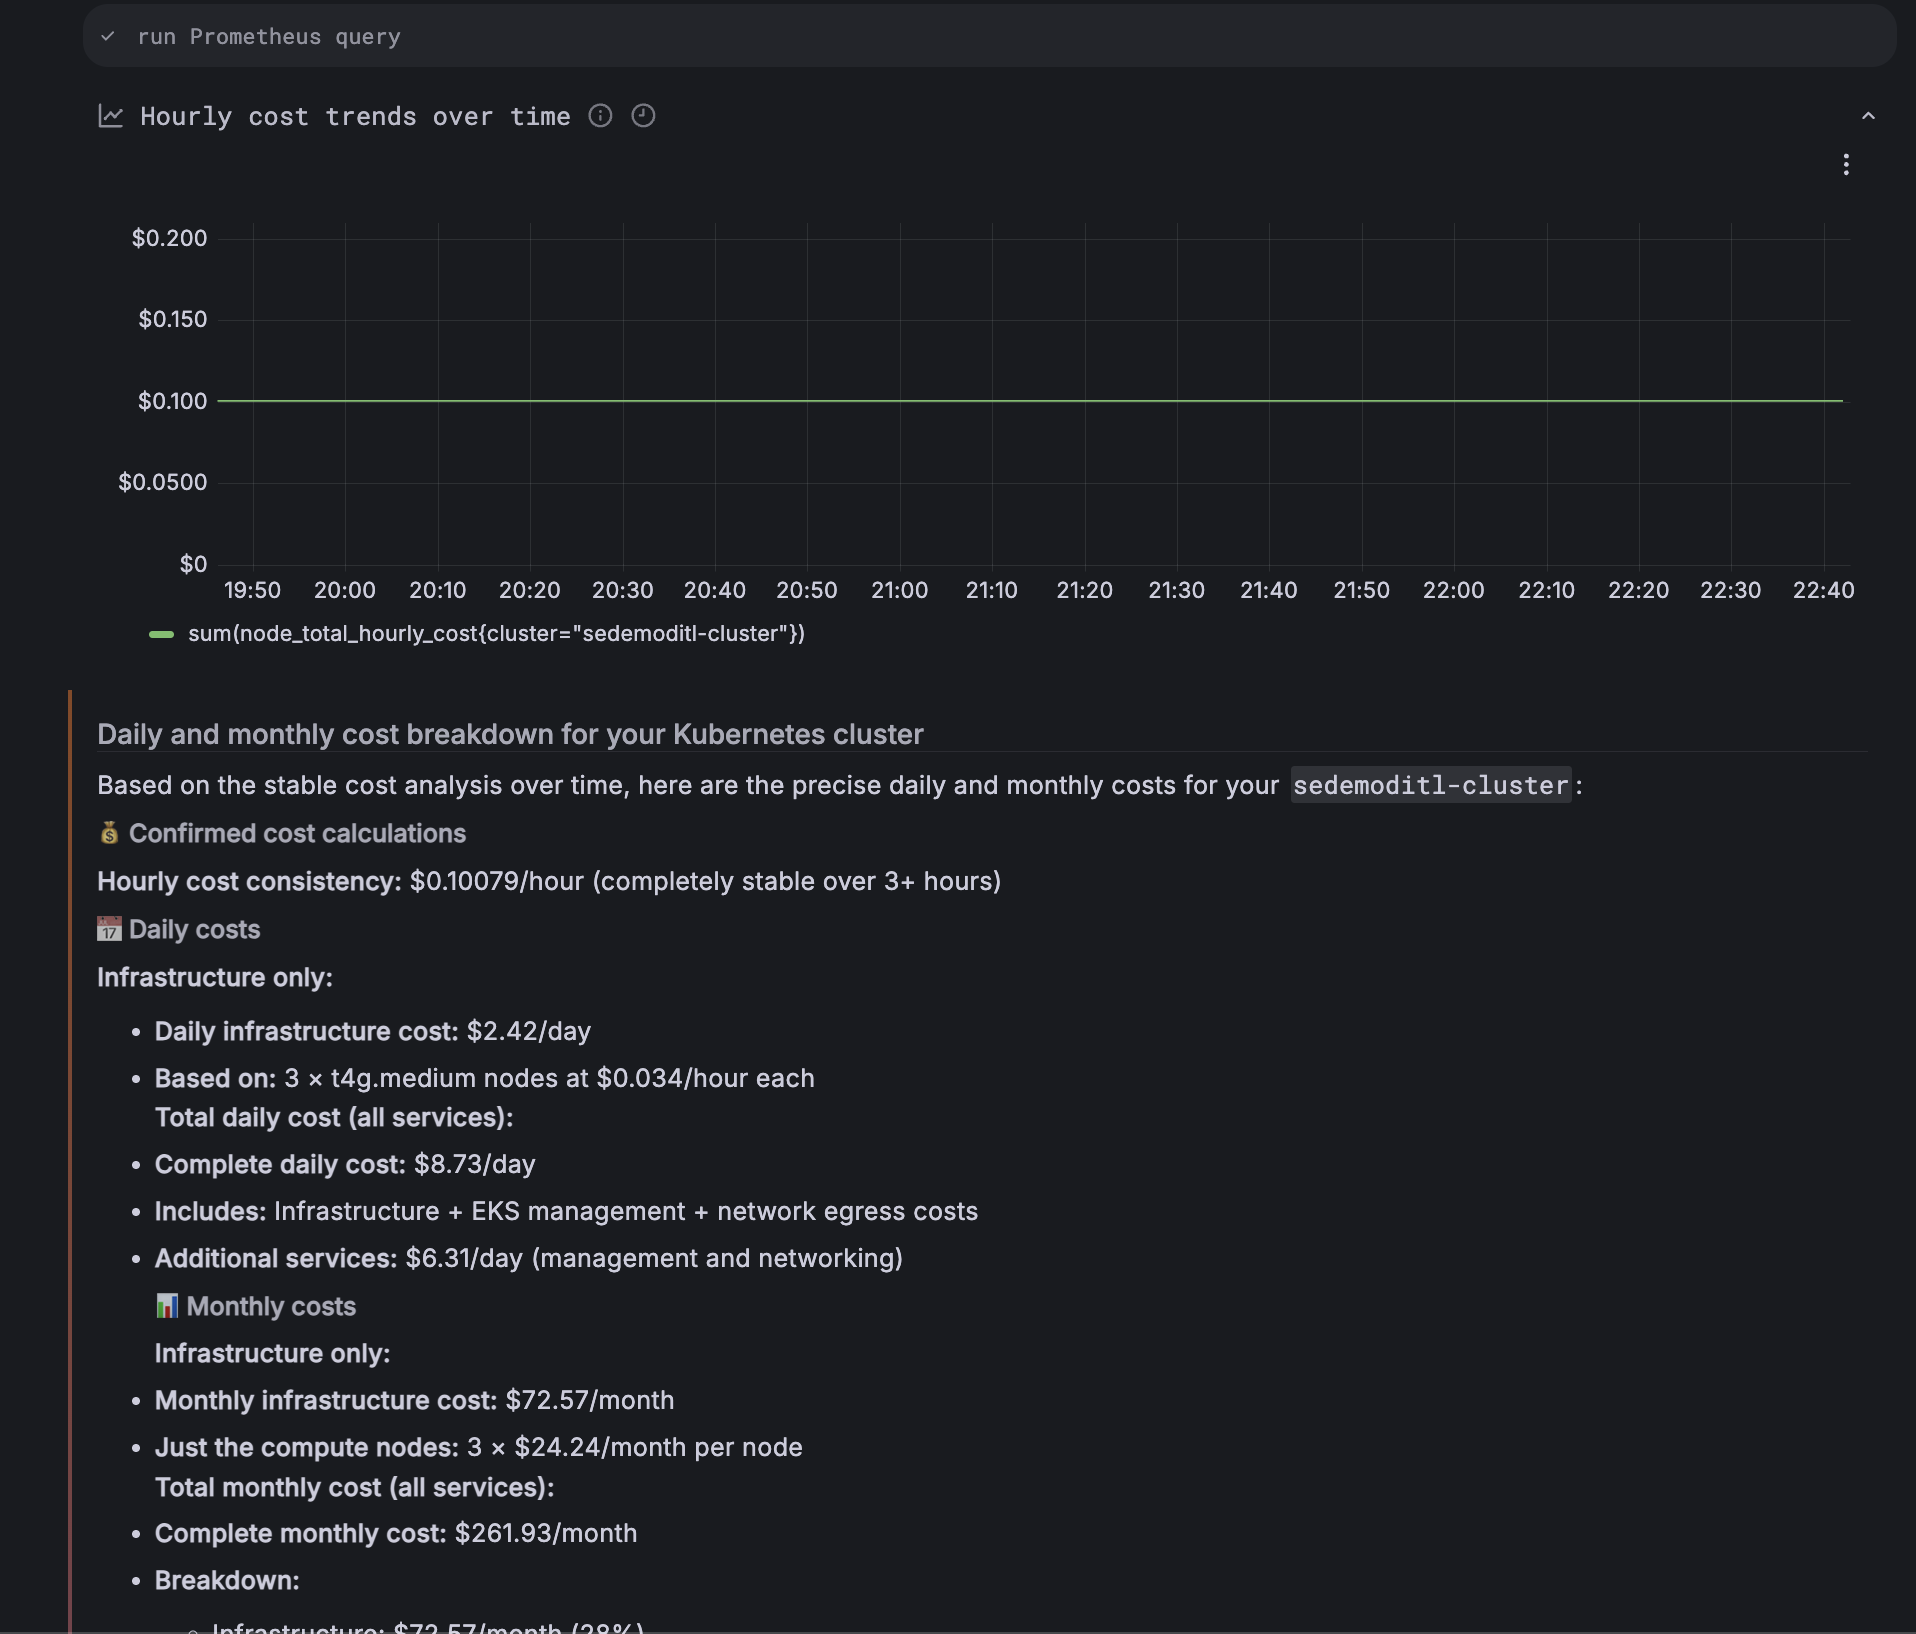 run Prometheus query
Hourly cost trends over time
$0.200
$0.150
$0.100
$0.0500
$0
19:50 20:00 20:10 20:20 20:30 20:40 20:50 21:00 21:10 21:20 21:30 21:40 21:50 22:00 22:10 22:20 22:30 22:40
sum(node_total_hourly_cost{cluster="sedemoditl-cluster"})
Daily and monthly cost breakdown for your Kubernetes cluster
Based on the stable cost analysis over time, here are the precise daily and monthly costs for your sedemoditl-cluster:
💰 Confirmed cost calculations
Hourly cost consistency: $0.10079/hour (completely stable over 3+ hours)
📅 Daily costs
Infrastructure only:
• Daily infrastructure cost: $2.42/day
• Based on: 3 × t4g.medium nodes at $0.034/hour each
Total daily cost (all services):
• Complete daily cost: $8.73/day
• Includes: Infrastructure + EKS management + network egress costs
• Additional services: $6.31/day (management and networking)
📊 Monthly costs
Infrastructure only:
• Monthly infrastructure cost: $72.57/month
• Just the compute nodes: 3 × $24.24/month per node
Total monthly cost (all services):
• Complete monthly cost: $261.93/month
• Breakdown:
◦ Infrastructure: $72.57/month (28%)